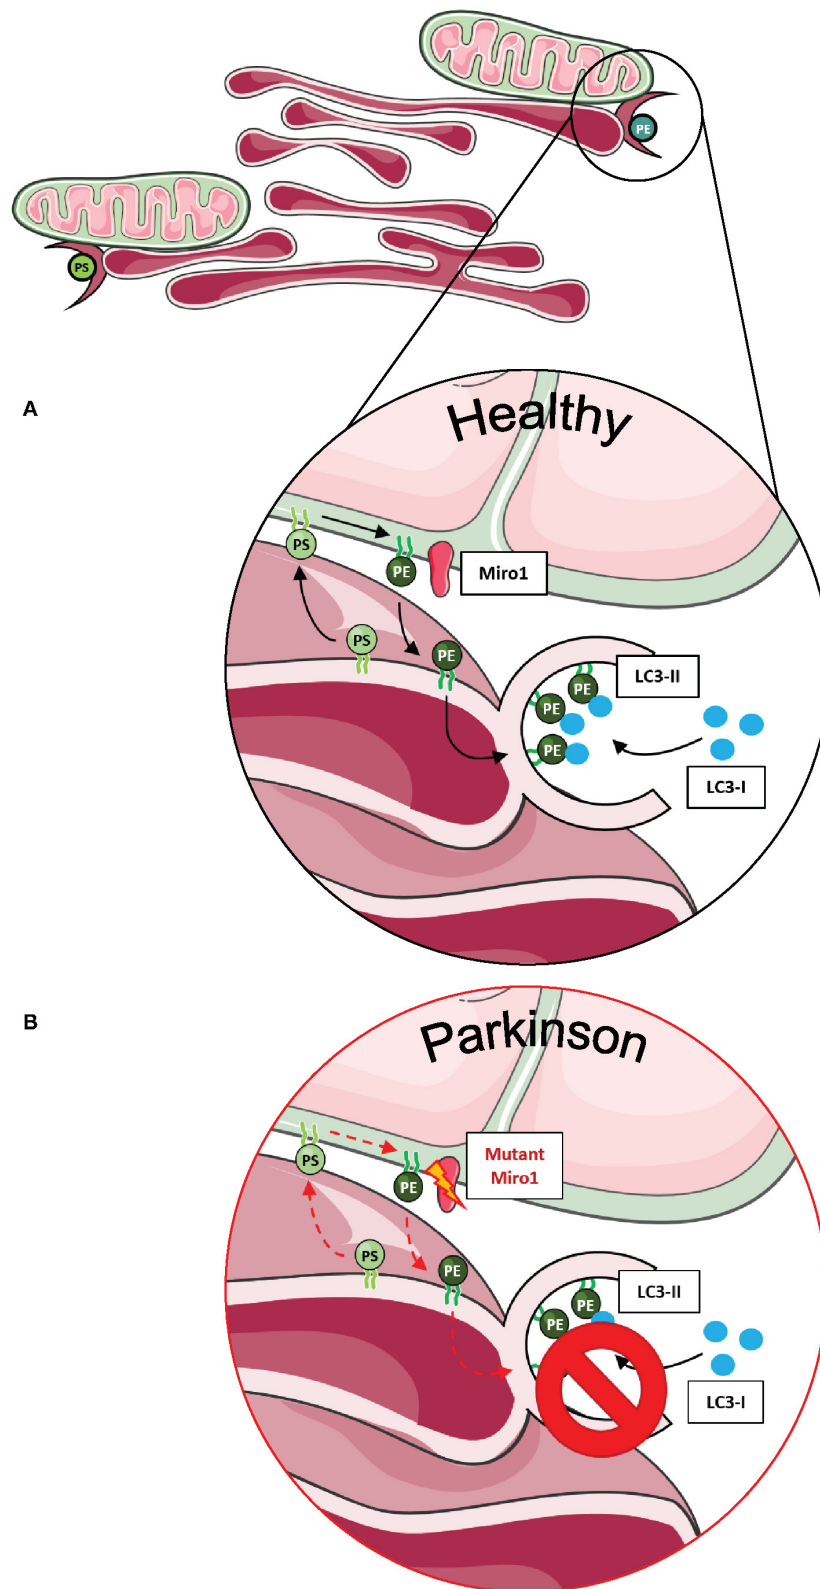 PE
PS
A
Healthy
PS
PE
Miro1
PS
PE
LC3-II
PE
PE
PE
LC3-I
B
Parkinson
Mutant
Miro1
PS
PE
PS
PE
LC3-II
PE
PE
LC3-I